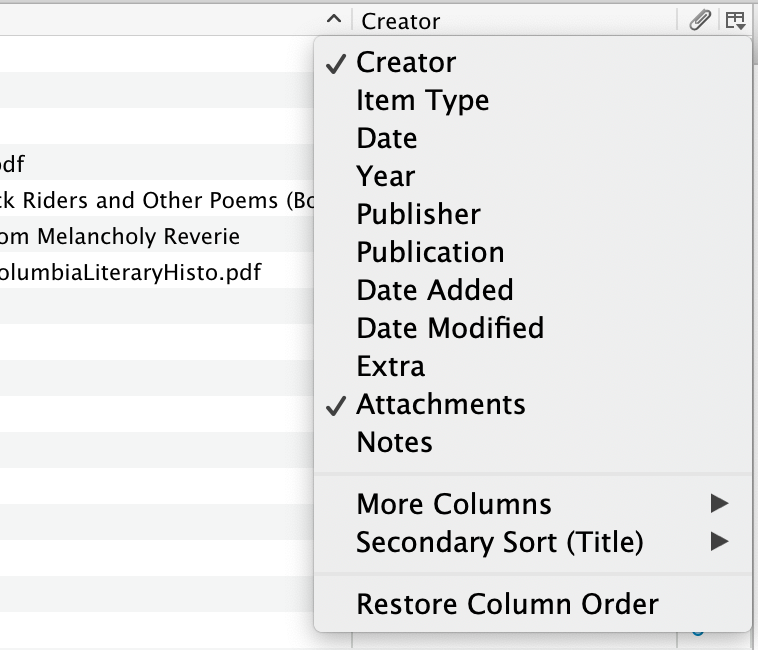 Creator
Creator
Item Type
Date
Year
Publisher
Publication
Date Added
Date Modified
Extra
Attachments
Notes
More Columns
Secondary Sort (Title)
Restore Column Order
df
ck Riders and Other Poems (Bo
om Melancholy Reverie
olumbiaLiteraryHisto.pdf